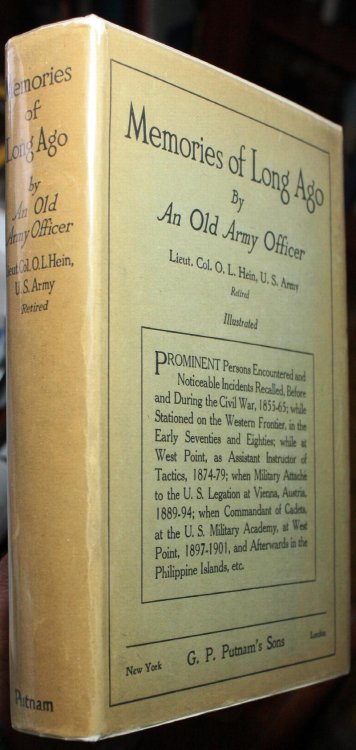 Memories
of
Long Ago
by
An Old
Army Officer
Lieut. Col. O. L. Hein,
U. S. Army
Retired
Putnam
Memories of Long Ago
By
An Old Army Officer
Lieut. Col. O. L. Hein, U. S. Army
Retired
Illustrated
PROMINENT Persons Encountered and
Noticeable Incidents Recalled, Before
and During the Civil War, 1855-65; while
Stationed on the Western Frontier, in the
Early Seventies and Eighties; while at
West Point, as Assistant Instructor of
Tactics, 1874-79; when Military Attaché
to the U. S. Legation at Vienna, Austria,
1889-94; when Commandant of Cadets,
at the U. S. Military Academy, at West
Point, 1897-1901, and Afterwards in the
Philippine Islands, etc.
New York G. P. Putnam's Sons London